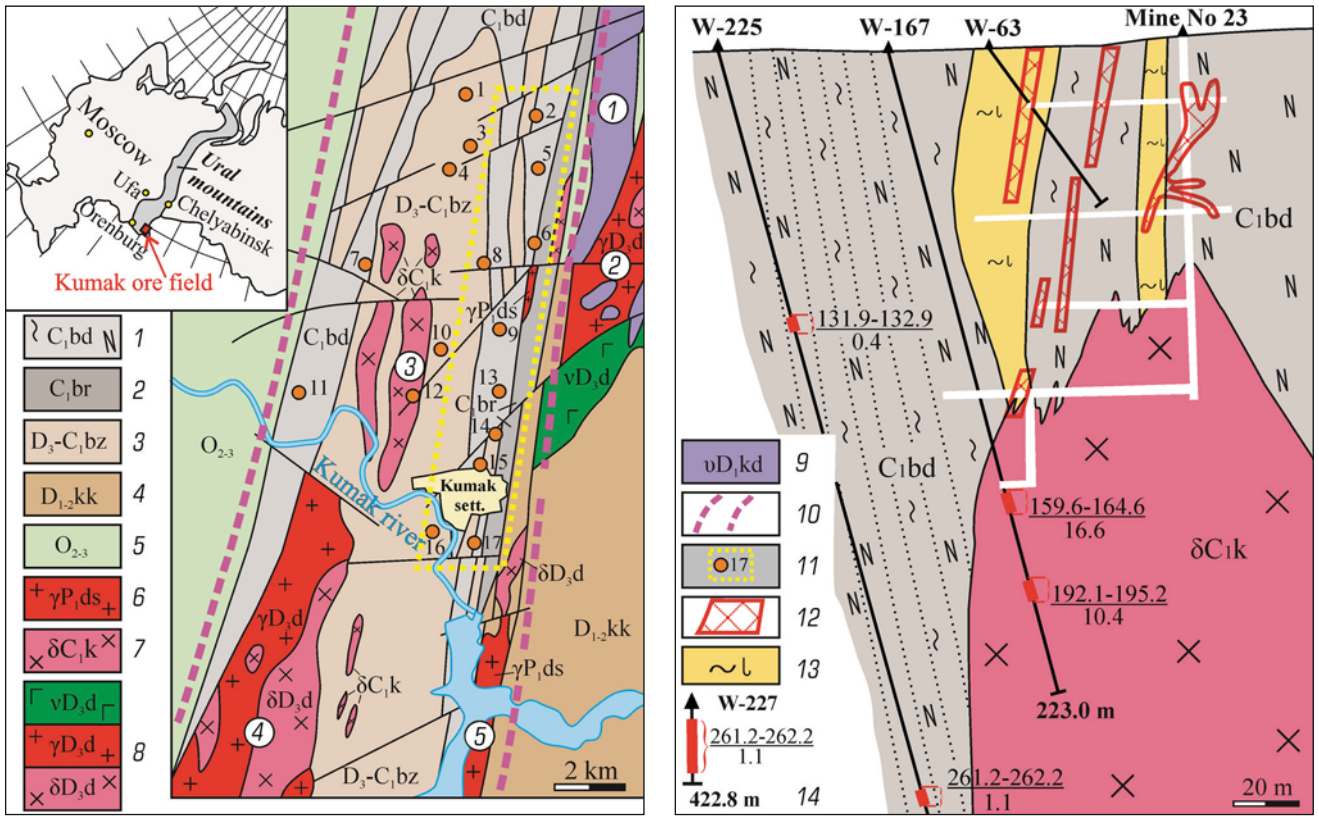 Moscow
Ufa
Ural
mountains
Chelyabinsk
Orenburg
Kumak ore field
C₁bd N 1
C₁br 2
D₃-C₁bz 3
D₁₋₂kk 4
O₂₋₃ 5
+ γP₁ds + 6
× δC₁k × 7
νD₃d
+ γD₃d + 8
× δD₃d ×
C₁bd
1
2
3
4
5
6
7
8
9
10
11
12
13
14
15
16
17
1
2
3
4
5
D₃-C₁bz
γD₃d
δC₁k
γP₁ds
C₁bd
νD₃d
C₁br
O₂₋₃
Kumak
sett.
Kumak river
δD₃d
γD₃d
D₁₋₂kk
γP₁ds
δC₁k
δD₃d
D₃-C₁bz
2 km
W-225
W-167
W-63
Mine No 23
C₁bd
131.9-132.9
0.4
C₁bd
159.6-164.6
16.6
δC₁k
192.1-195.2
10.4
223.0 m
261.2-262.2
1.1
20 m
υD₁kd 9
10
17 11
12
13
W-227
261.2-262.2
1.1
422.8 m 14